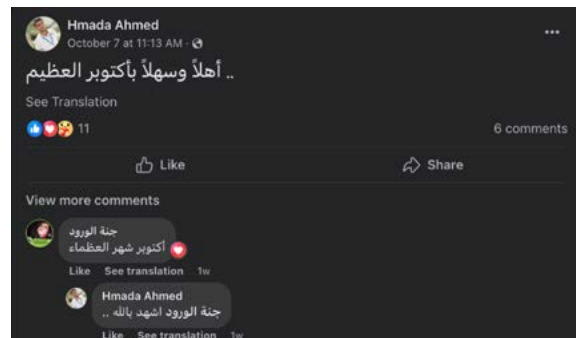 Hmada Ahmed
October 7 at 11:13 AM ·
.. أهلاً وسهلاً بأكتوبر العظيم
See Translation
11
6 comments
Like
Share
View more comments
جنة الورود
أكتوبر شهر العظماء
Like See translation 1w
Hmada Ahmed
جنة الورود اشهد بالله ..
Like See translation 1w